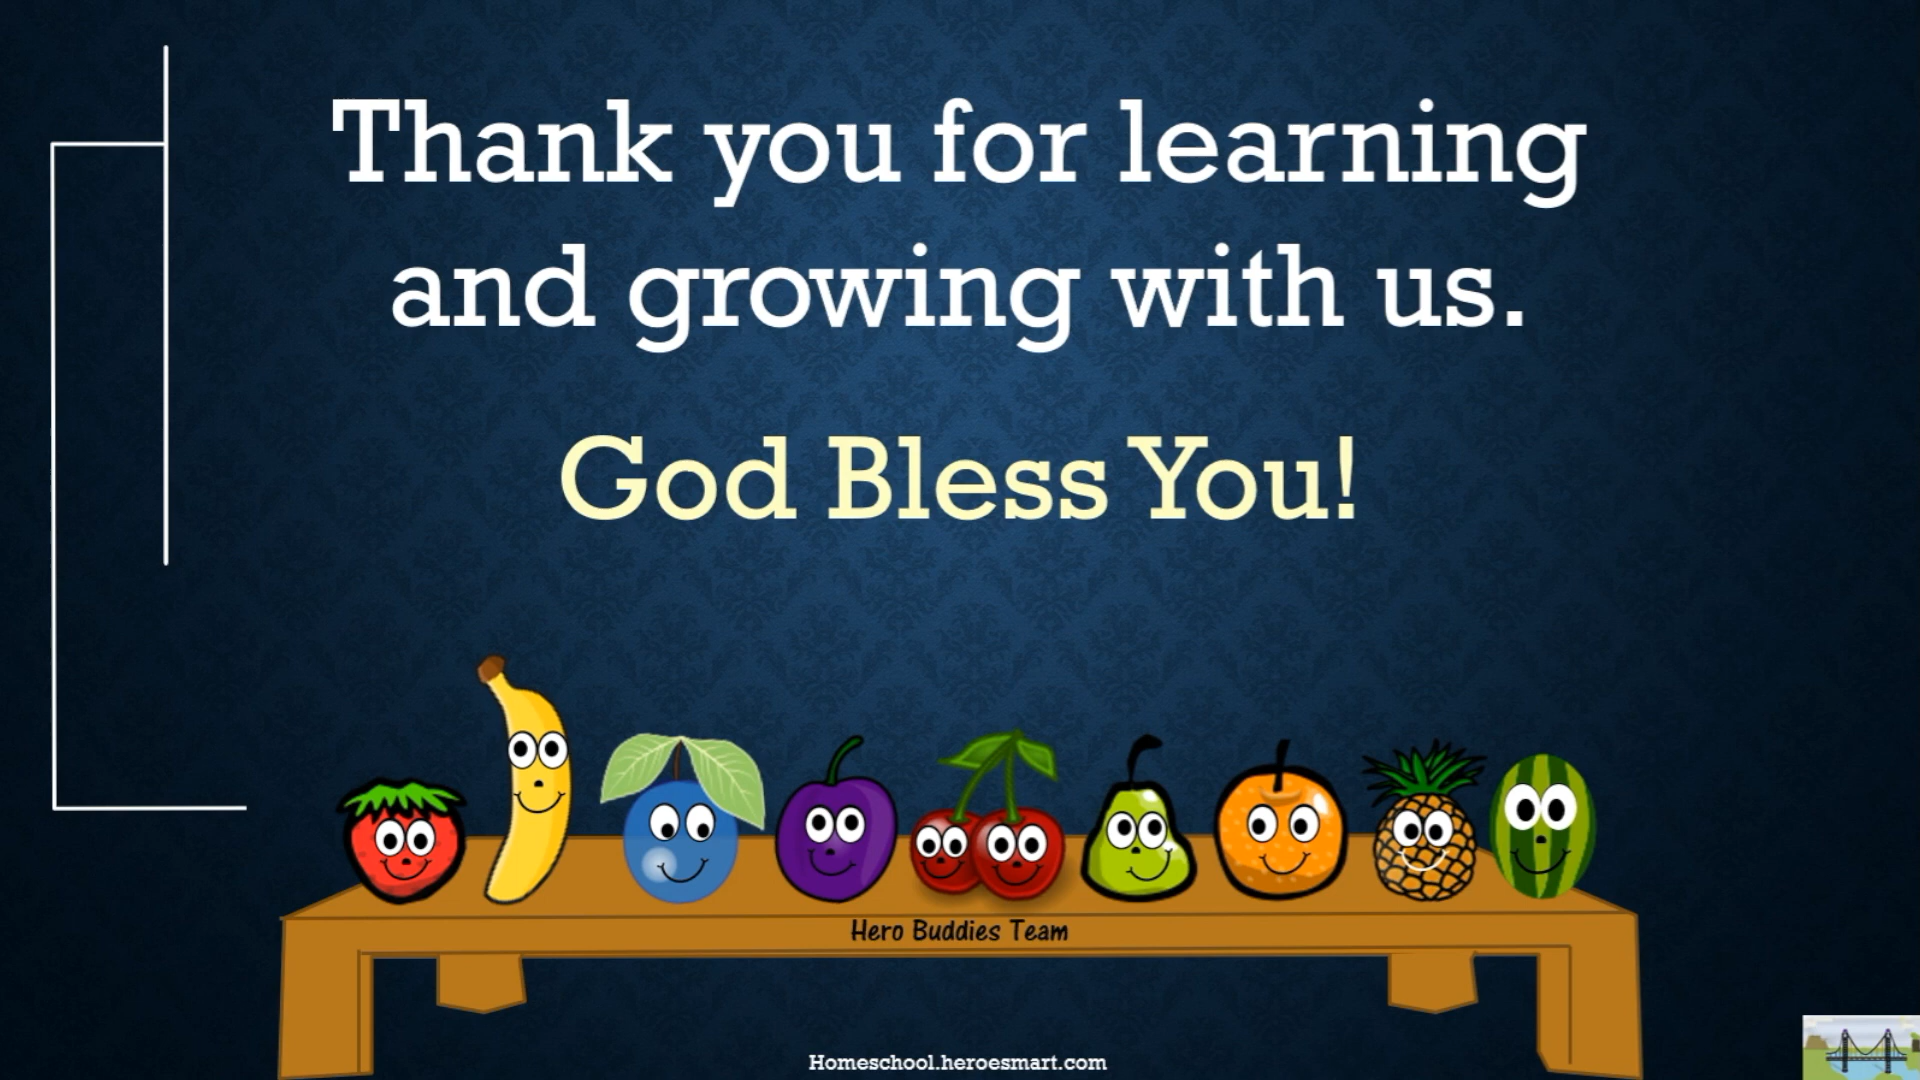 Thank you for learning
and growing with us.
God Bless You!
Hero Buddies Team
Homeschool.heroesmart.com